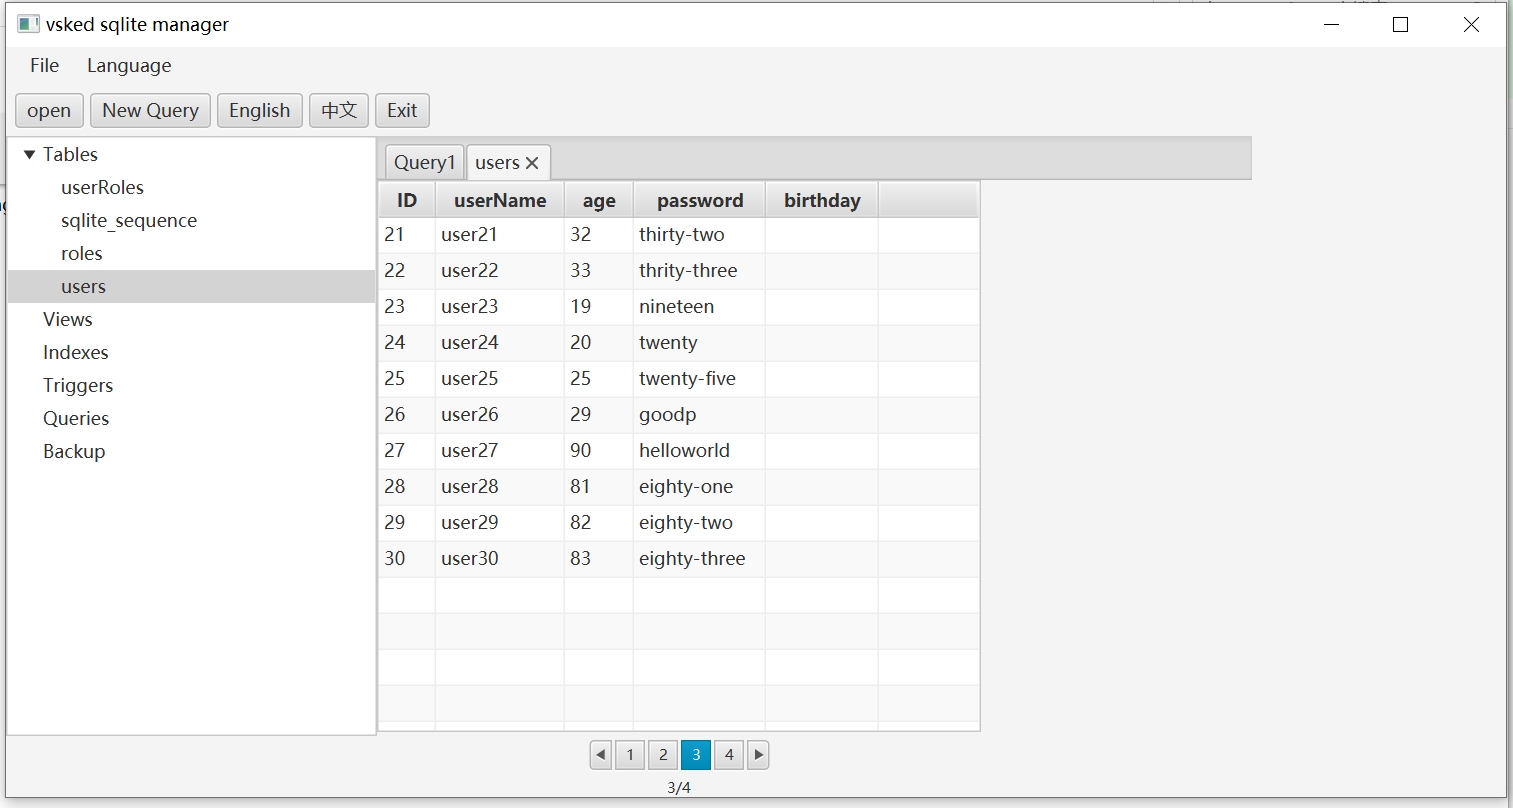 vsked sqlite manager
File Language
open New Query English 中文 Exit
Tables
userRoles
sqlite_sequence
roles
users
Views
Indexes
Triggers
Queries
Backup
Query1 users
ID userName age password birthday
21 user21 32 thirty-two
22 user22 33 thrity-three
23 user23 19 nineteen
24 user24 20 twenty
25 user25 25 twenty-five
26 user26 29 goodp
27 user27 90 helloworld
28 user28 81 eighty-one
29 user29 82 eighty-two
30 user30 83 eighty-three
1 2 3 4
3/4